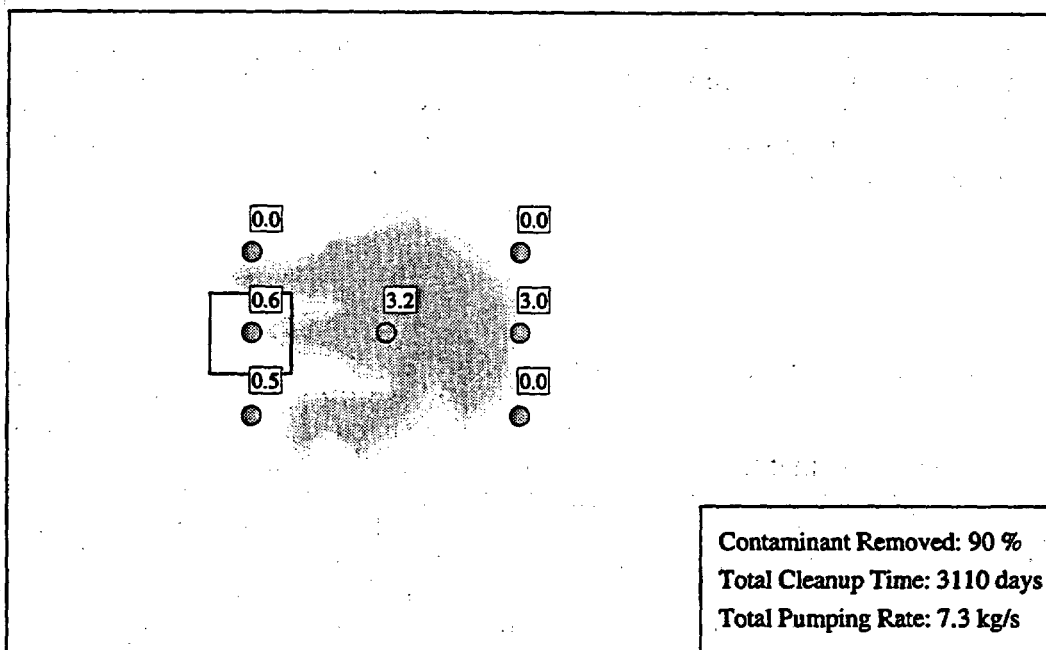 0.0 0.0
0.6 3.2 3.0
0.5 0.0
Contaminant Removed: 90 %
Total Cleanup Time: 3110 days
Total Pumping Rate: 7.3 kg/s